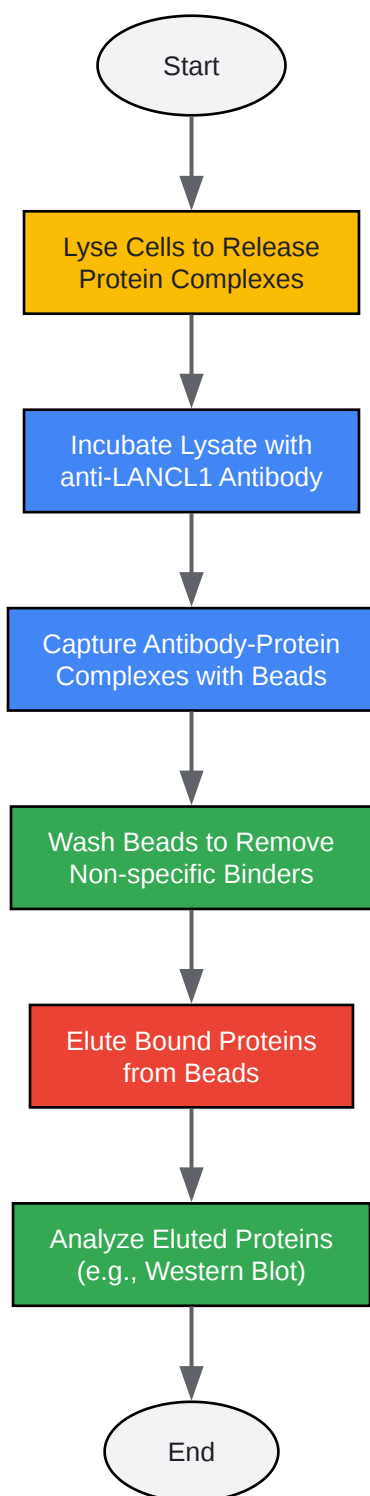 Start
Lyse Cells to Release
Protein Complexes
Incubate Lysate with
anti-LANCL1 Antibody
Capture Antibody-Protein
Complexes with Beads
Wash Beads to Remove
Non-specific Binders
Elute Bound Proteins
from Beads
Analyze Eluted Proteins
(e.g., Western Blot)
End